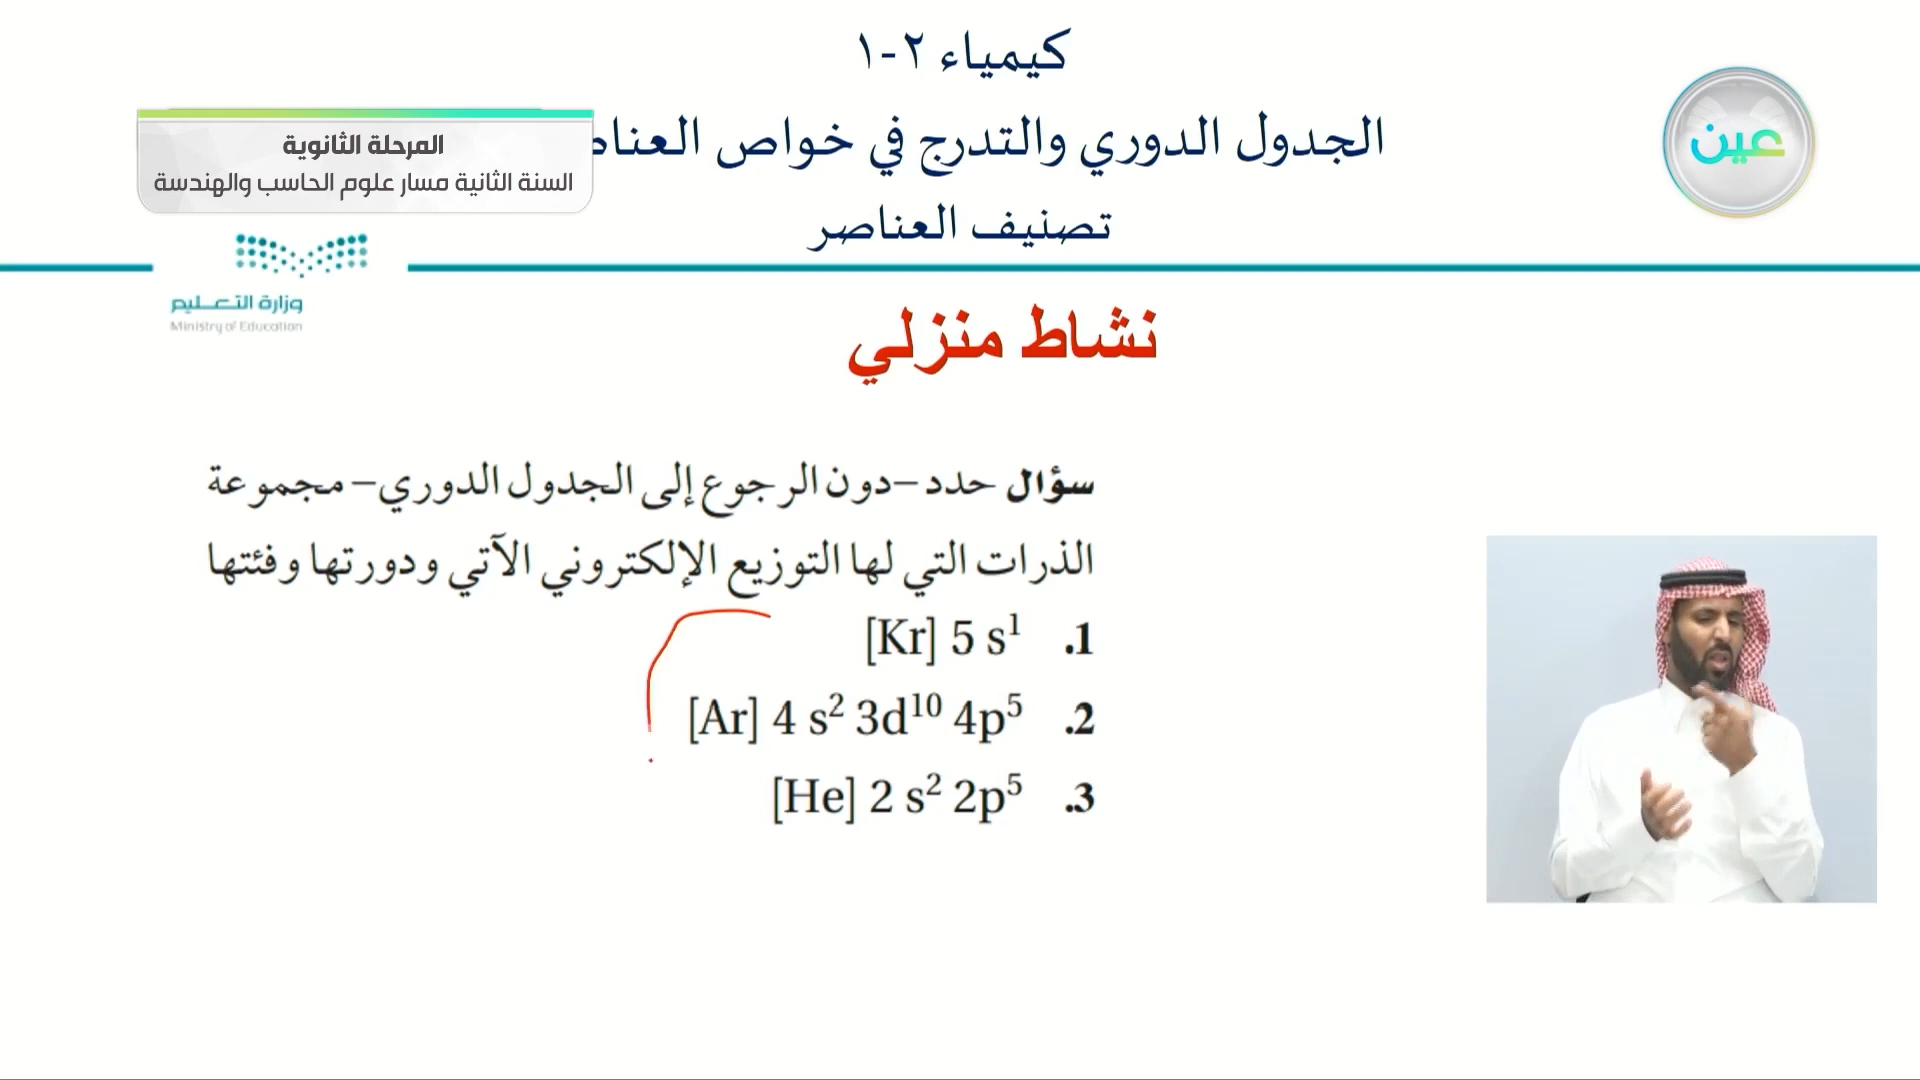 كيمياء ٢-١
الجدول الدوري والتدرج في خواص العناص
المرحلة الثانوية
السنة الثانية مسار علوم الحاسب والهندسة
عين
تصنيف العناصر
وزارة التعليم
Ministry of Education
نشاط منزلي
سؤال حدد –دون الرجوع إلى الجدول الدوري– مجموعة
الذرات التي لها التوزيع الإلكتروني الآتي ودورتها وفئتها
.1 [Kr] 5 s¹
.2 [Ar] 4 s² 3d¹⁰ 4p⁵
.3 [He] 2 s² 2p⁵